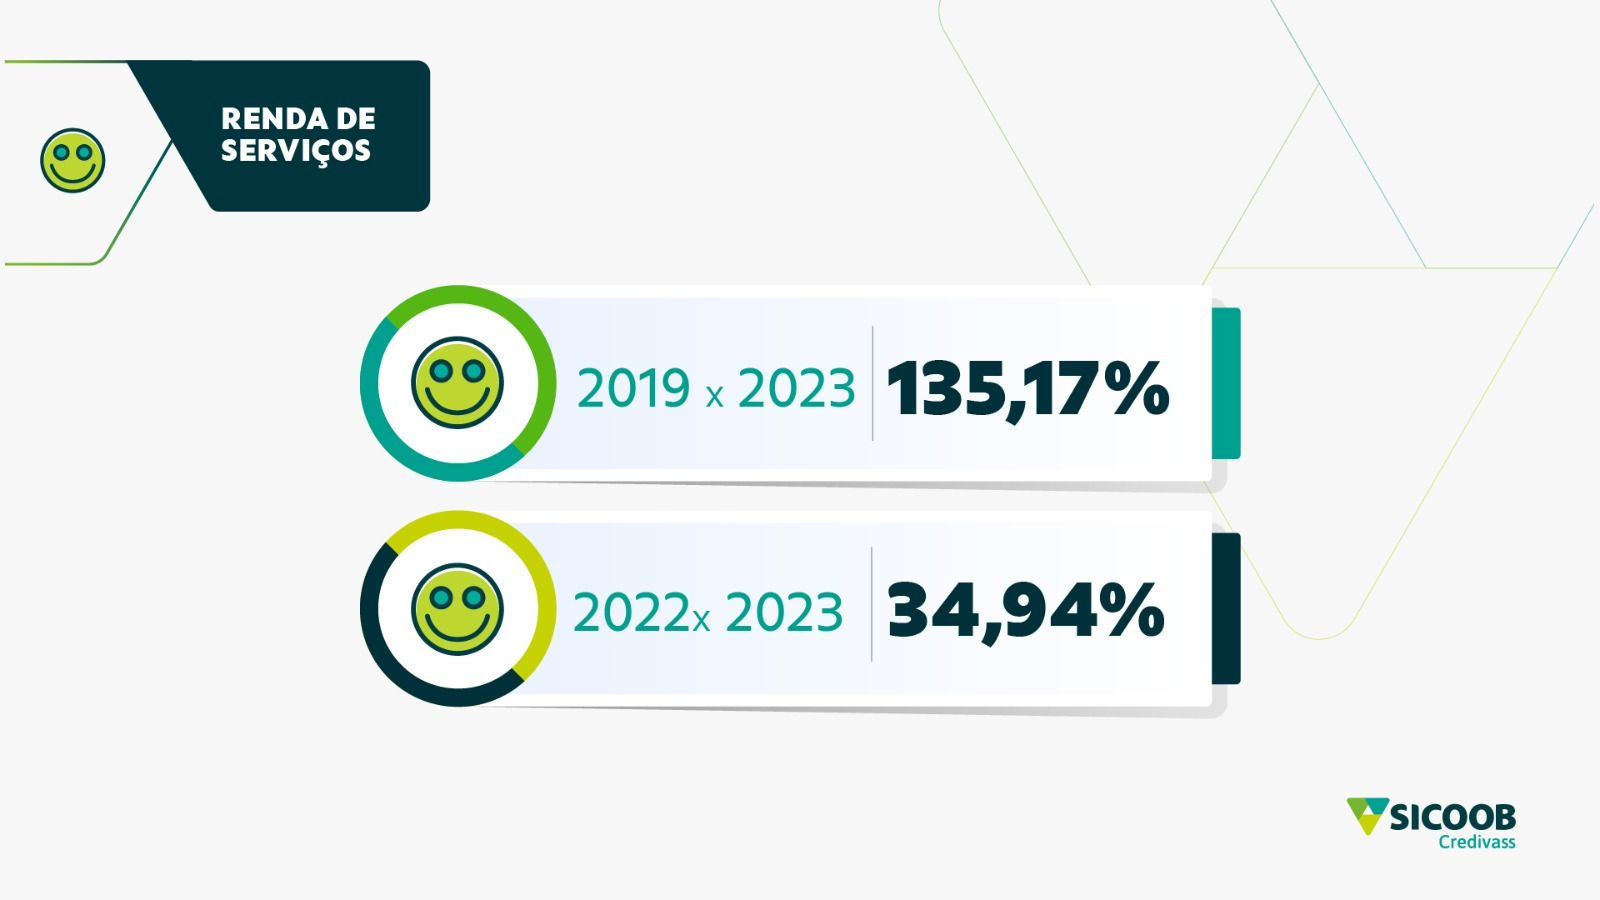 RENDA DE
SERVIÇOS
2019 x 2023 135,17%
2022x 2023 34,94%
SICOOB
Credivass